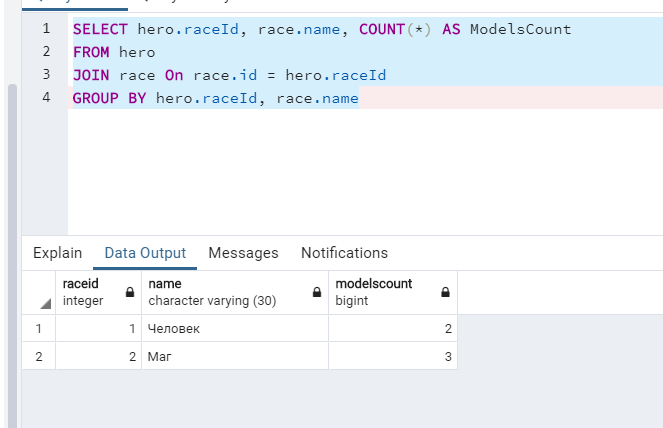 1 SELECT hero.raceId, race.name, COUNT(*) AS ModelsCount
2 FROM hero
3 JOIN race On race.id = hero.raceId
4 GROUP BY hero.raceId, race.name
Explain Data Output Messages Notifications
raceid name modelscount
integer character varying (30) bigint
1 1 Человек 2
2 2 Маг 3